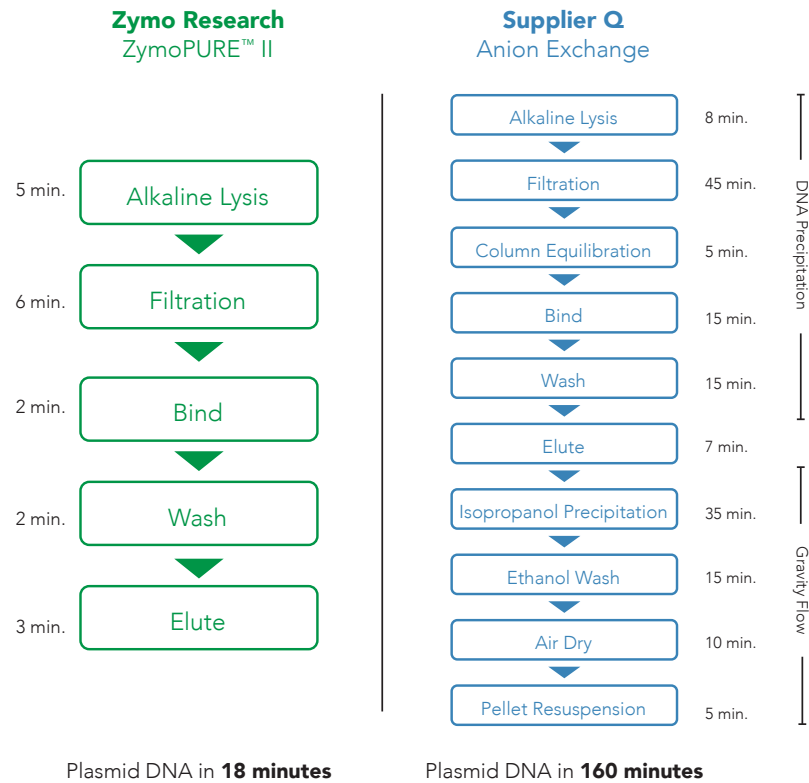 Zymo Research
ZymoPURE™ II
5 min.
Alkaline Lysis
6 min.
Filtration
2 min.
Bind
2 min.
Wash
3 min.
Elute
Plasmid DNA in 18 minutes
Supplier Q
Anion Exchange
Alkaline Lysis
8 min.
Filtration
45 min.
Column Equilibration
5 min.
Bind
15 min.
Wash
15 min.
Elute
7 min.
Isopropanol Precipitation
35 min.
Ethanol Wash
15 min.
Air Dry
10 min.
Pellet Resuspension
5 min.
DNA Precipitation
Gravity Flow
Plasmid DNA in 160 minutes